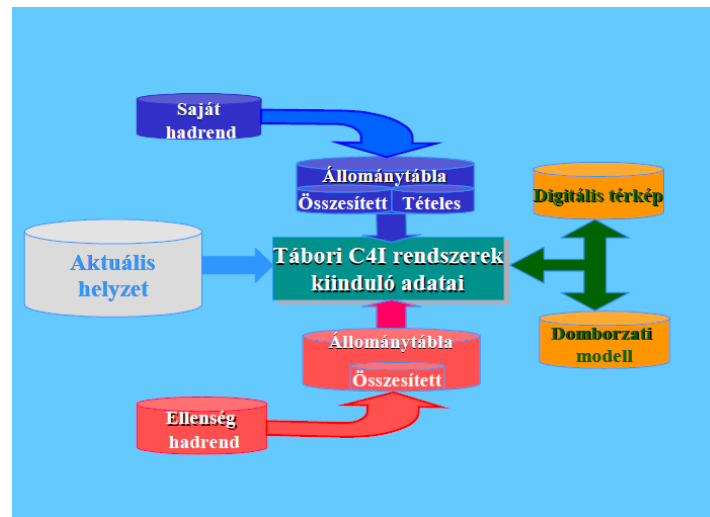 Saját
hadrend
Állománytábla
Összesített
Tételes
Digitális térkép
Aktuális
helyzet
Tábori C4I rendszerek
kiinduló adatai
Domborzati
modell
Állománytábla
Összesített
Ellenség
hadrend